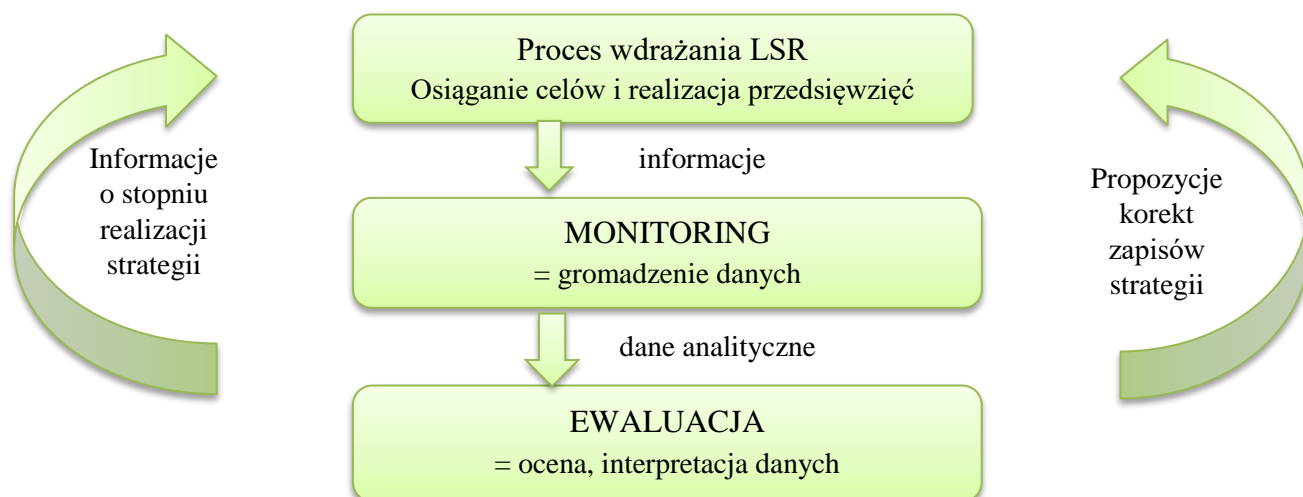 Proces wdrażania LSR
Osiąganie celów i realizacja przedsięwzięć
Informacje
o stopniu
realizacji
strategii
informacje
Propozycje
korekt
zapisów
strategii
MONITORING
= gromadzenie danych
dane analityczne
EWALUACJA
= ocena, interpretacja danych